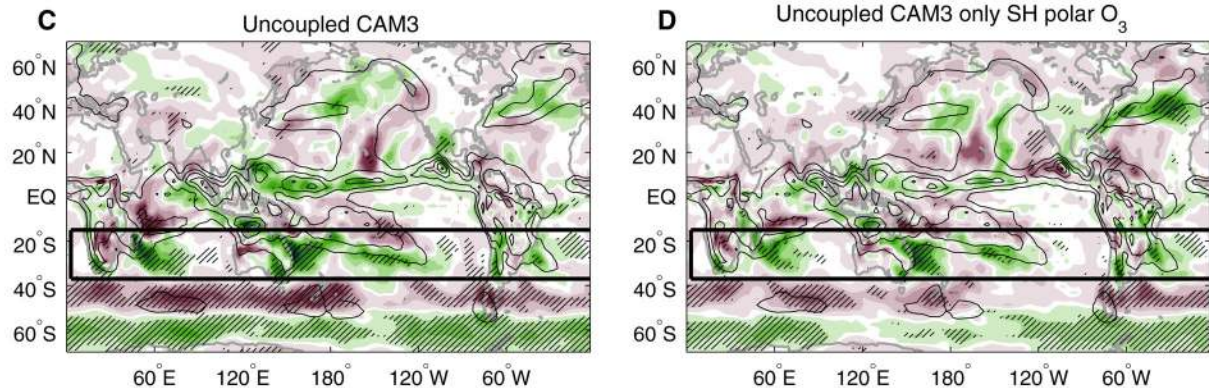 C
Uncoupled CAM3
D
Uncoupled CAM3 only SH polar O3
60°N
40°N
20°N
EQ
20°S
40°S
60°S
60 E
120 E
180°
120 W
60 W
60°N
40°N
20°N
EQ
20°S
40°S
60°S
60 E
120 E
180°
120 W
60 W